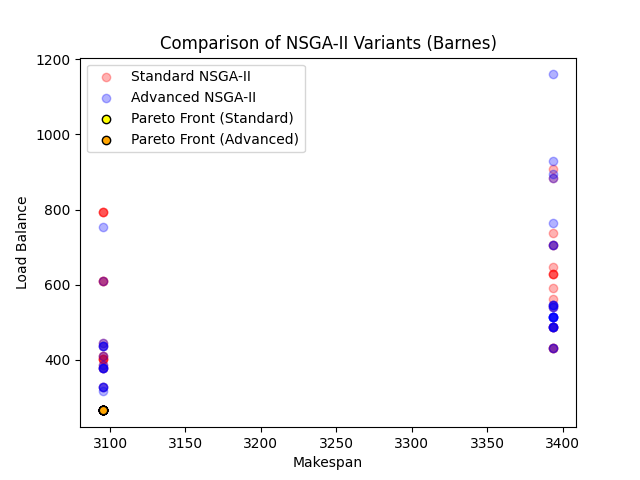 Comparison of NSGA-II Variants (Barnes)
Standard NSGA-II
Advanced NSGA-II
Pareto Front (Standard)
Pareto Front (Advanced)
Load Balance
1200
1000
800
600
400
3100 3150 3200 3250 3300 3350 3400
Makespan